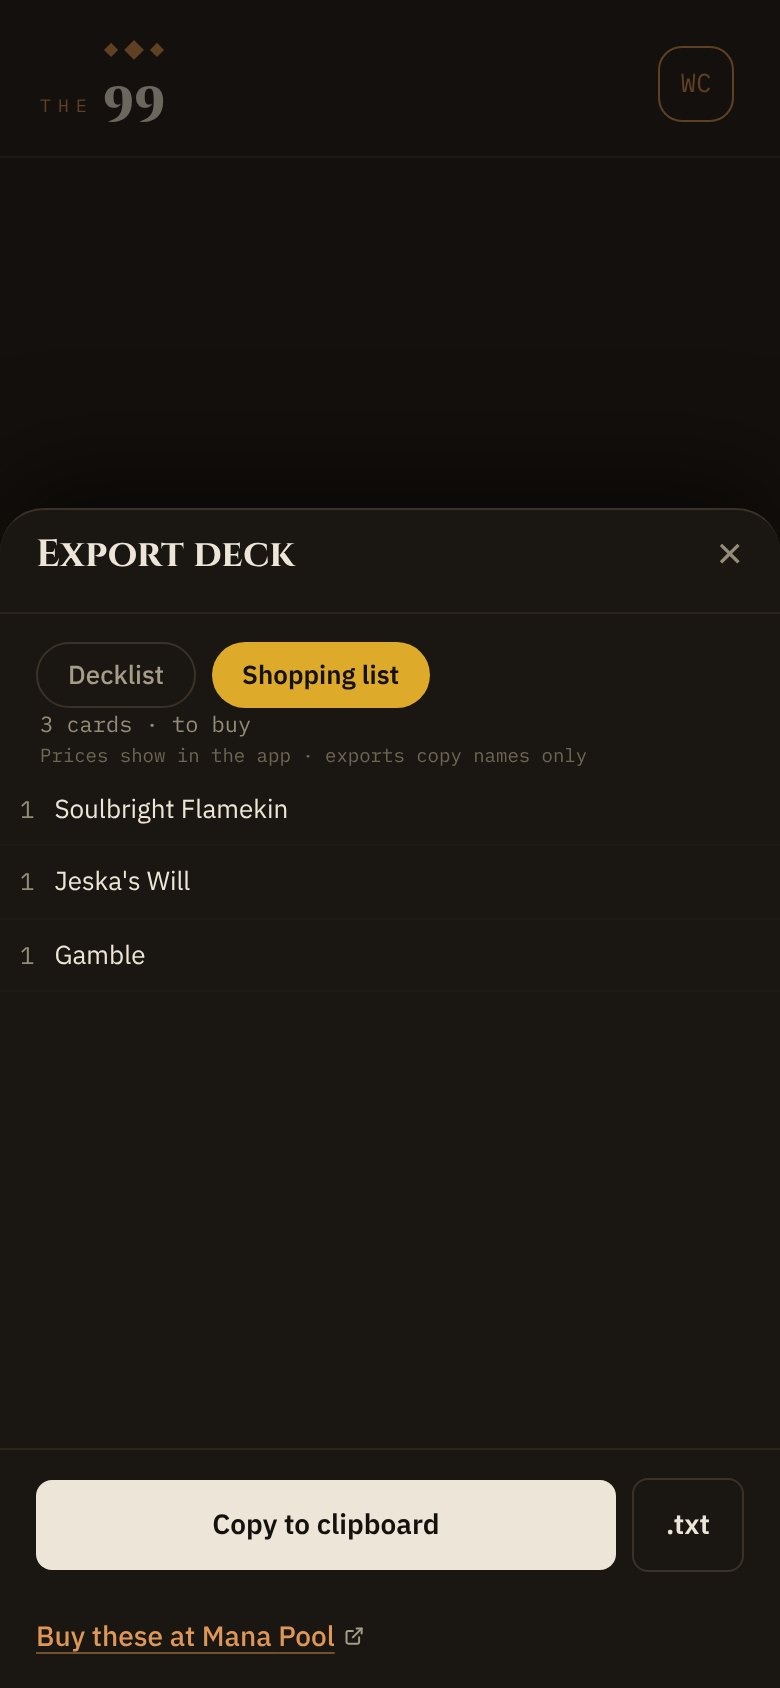 THE 99
WC
EXPORT DECK
Decklist
Shopping list
3 cards · to buy
Prices show in the app · exports copy names only
1 Soulbright Flamekin
1 Jeska's Will
1 Gamble
Copy to clipboard
.txt
Buy these at Mana Pool